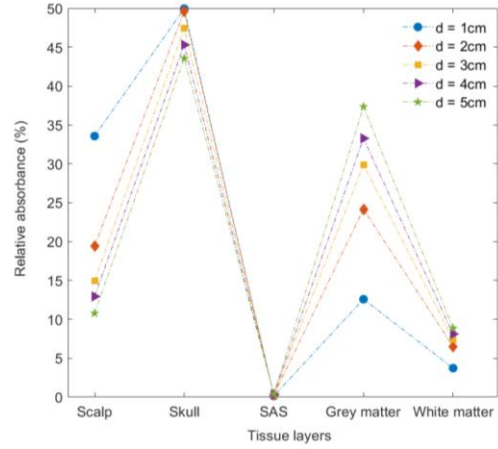 50
45
40
35
30
25
20
15
10
5
0
Relative absorbance (%)
d = 1cm
d = 2cm
d = 3cm
d = 4cm
d = 5cm
Scalp Skull SAS Grey matter White matter
Tissue layers